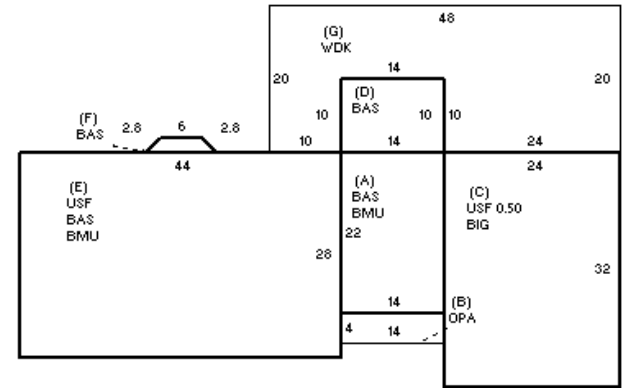 48
(G)
WDK
14
20
20
(D)
BAS
(F)
BAS
2.8
6
2.8
10
10
10
10
14
24
44
24
(E)
USF
BAS
BMU
(A)
BAS
BMU
(C)
USF 0.50
BIG
22
28
32
14
(B)
OPA
4
14